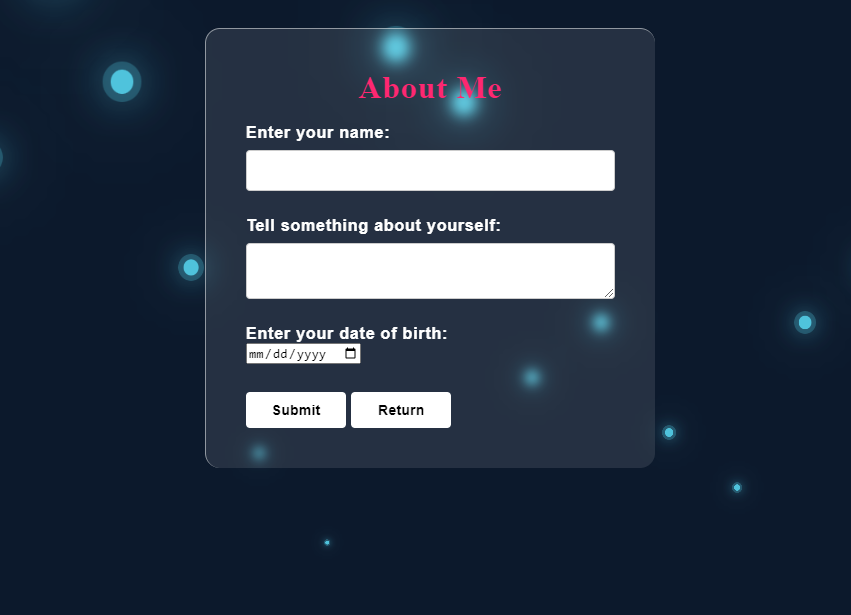 About Me
Enter your name:
Tell something about yourself:
Enter your date of birth:
mm/dd/yyyy
Submit Return